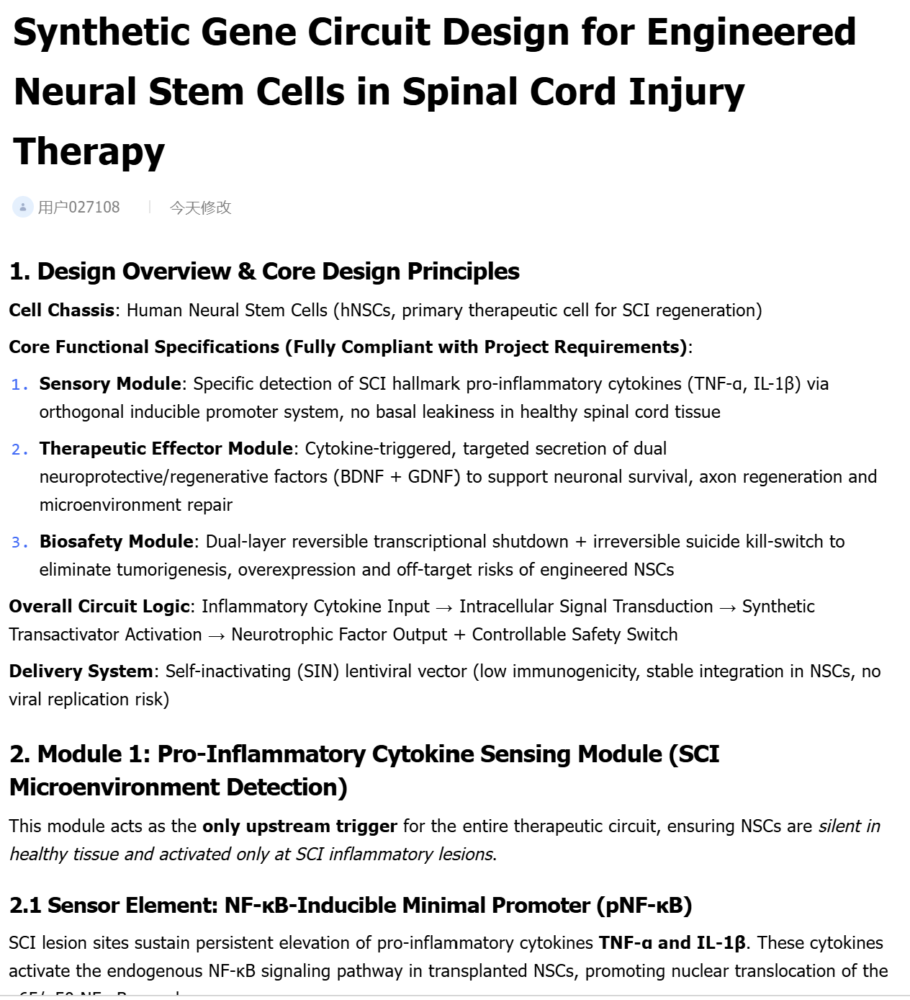 Synthetic Gene Circuit Design for Engineered
Neural Stem Cells in Spinal Cord Injury
Therapy
用户027108 | 今天修改
1. Design Overview & Core Design Principles
Cell Chassis: Human Neural Stem Cells (hNSCs, primary therapeutic cell for SCI regeneration)
Core Functional Specifications (Fully Compliant with Project Requirements):
1. Sensory Module: Specific detection of SCI hallmark pro-inflammatory cytokines (TNF-α, IL-1β) via
orthogonal inducible promoter system, no basal leakiness in healthy spinal cord tissue
2. Therapeutic Effector Module: Cytokine-triggered, targeted secretion of dual
neuroprotective/regenerative factors (BDNF + GDNF) to support neuronal survival, axon regeneration and
microenvironment repair
3. Biosafety Module: Dual-layer reversible transcriptional shutdown + irreversible suicide kill-switch to
eliminate tumorigenesis, overexpression and off-target risks of engineered NSCs
Overall Circuit Logic: Inflammatory Cytokine Input → Intracellular Signal Transduction → Synthetic
Transactivator Activation → Neurotrophic Factor Output + Controllable Safety Switch
Delivery System: Self-inactivating (SIN) lentiviral vector (low immunogenicity, stable integration in NSCs, no
viral replication risk)
2. Module 1: Pro-Inflammatory Cytokine Sensing Module (SCI
Microenvironment Detection)
This module acts as the only upstream trigger for the entire therapeutic circuit, ensuring NSCs are silent in
healthy tissue and activated only at SCI inflammatory lesions.
2.1 Sensor Element: NF-κB-Inducible Minimal Promoter (pNF-κB)
SCI lesion sites sustain persistent elevation of pro-inflammatory cytokines TNF-α and IL-1β. These cytokines
activate the endogenous NF-κB signaling pathway in transplanted NSCs, promoting nuclear translocation of the